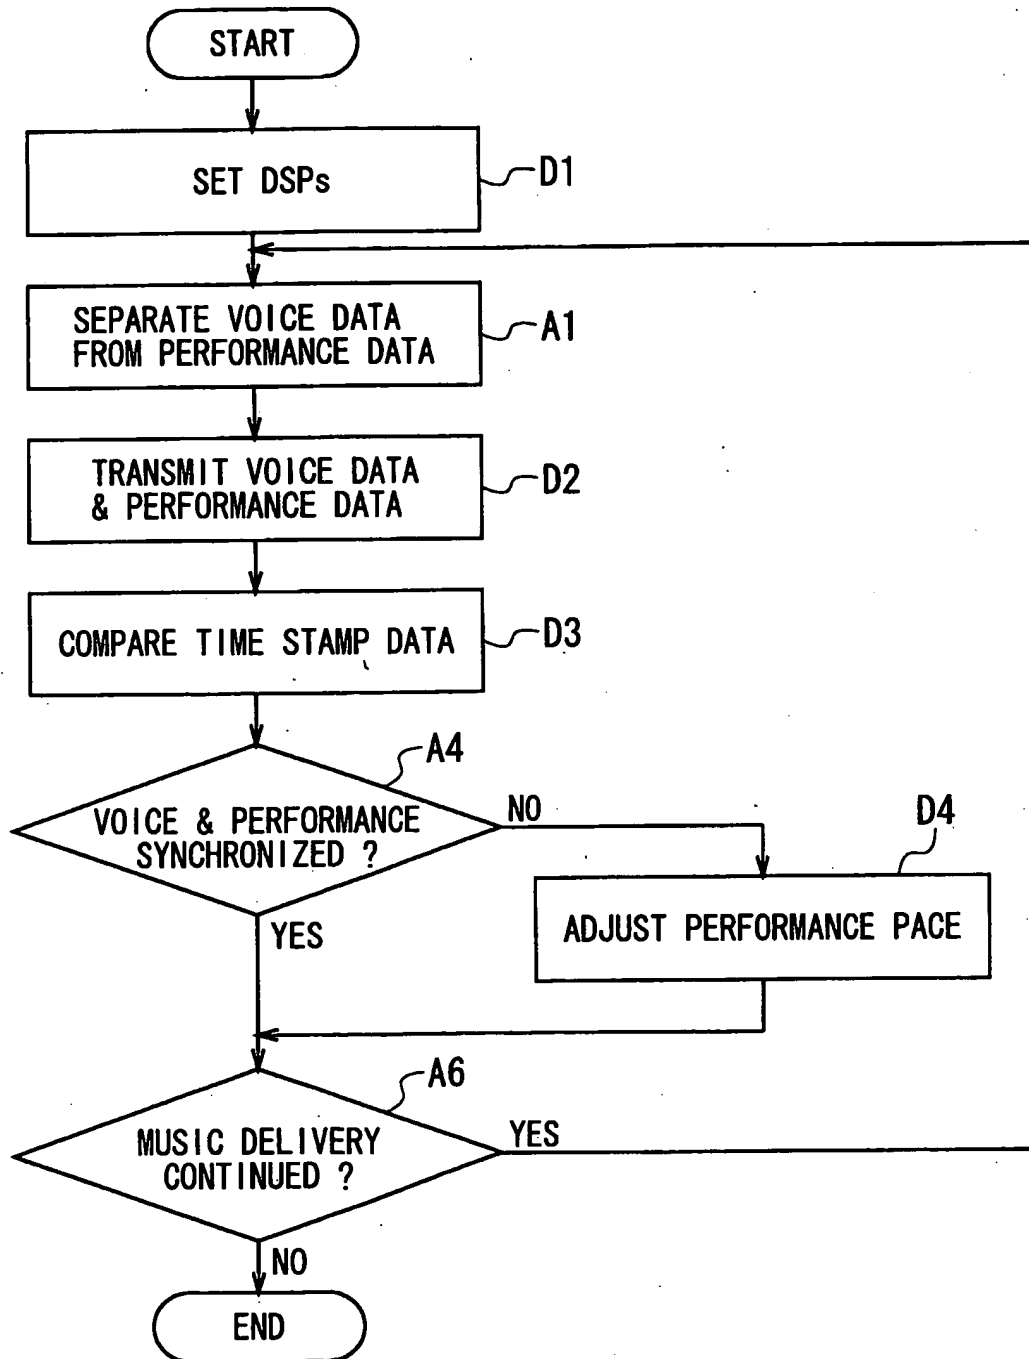 START
SET DSPs
D1
SEPARATE VOICE DATA
FROM PERFORMANCE DATA
A1
TRANSMIT VOICE DATA
& PERFORMANCE DATA
D2
COMPARE TIME STAMP DATA
D3
A4
VOICE & PERFORMANCE
SYNCHRONIZED ?
NO
D4
ADJUST PERFORMANCE PACE
YES
A6
MUSIC DELIVERY
CONTINUED ?
YES
NO
END